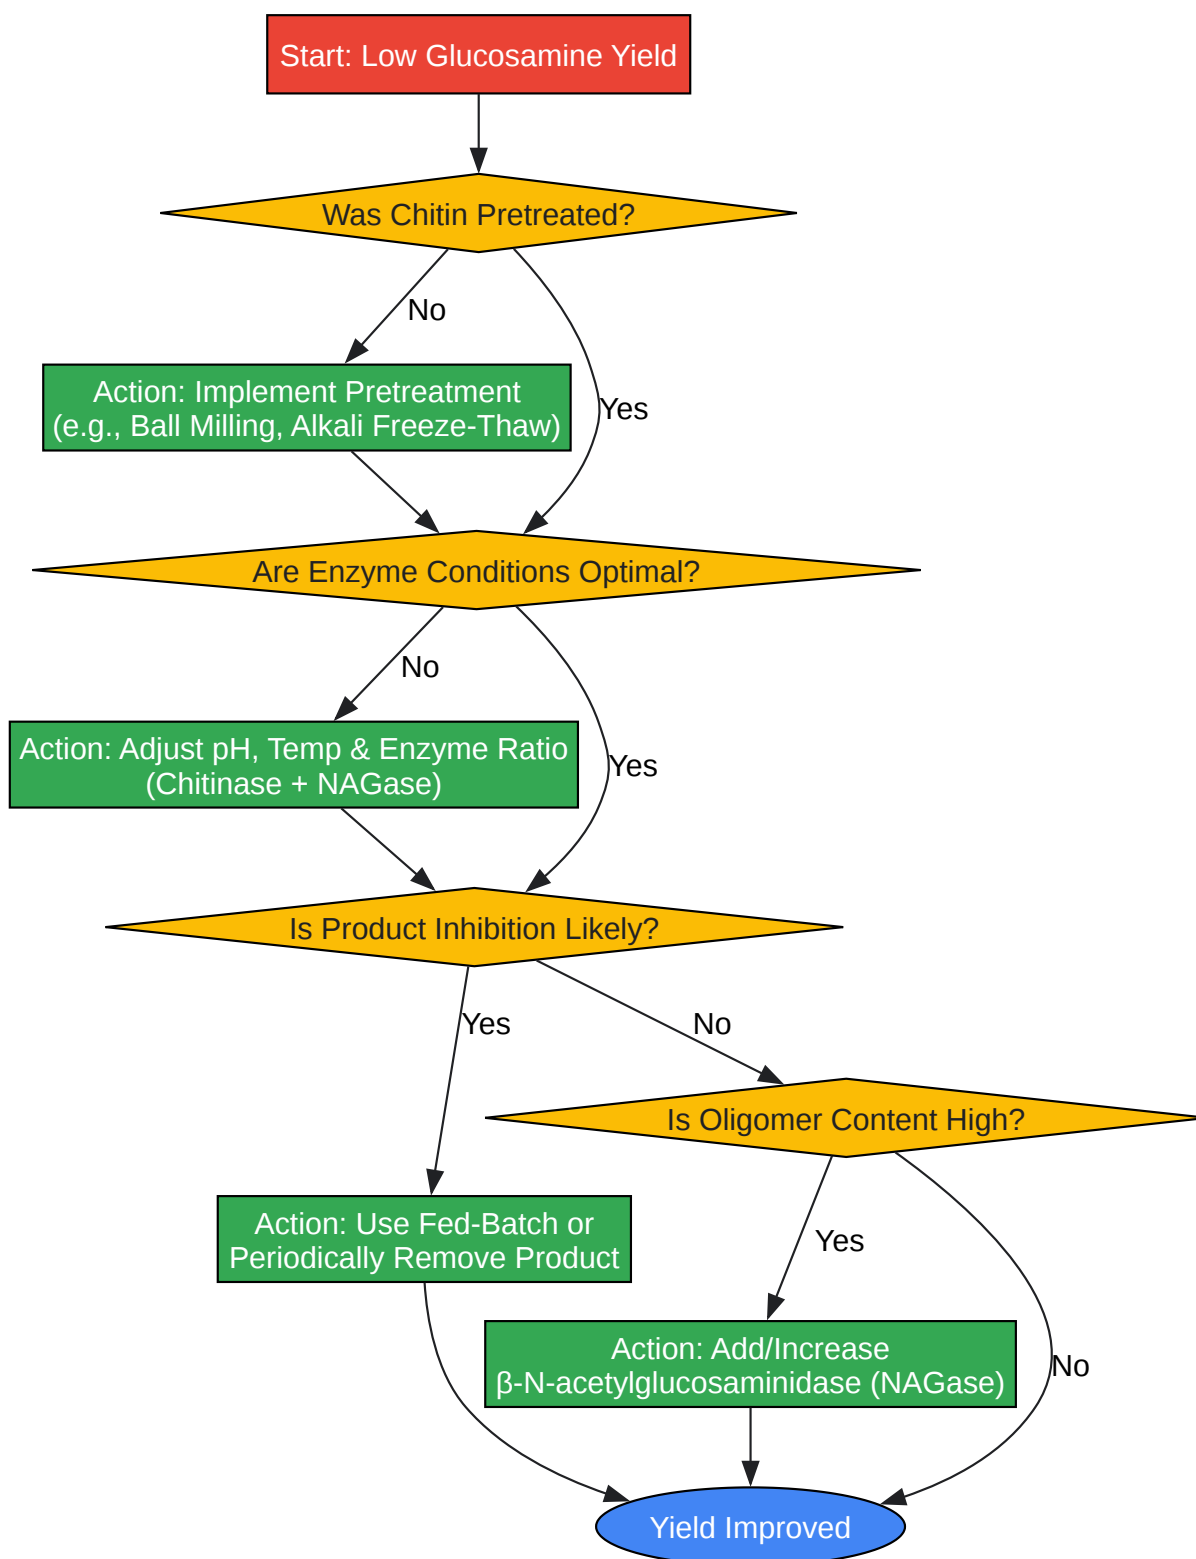 Start: Low Glucosamine Yield
Was Chitin Pretreated?
No
Yes
Action: Implement Pretreatment
(e.g., Ball Milling, Alkali Freeze-Thaw)
Are Enzyme Conditions Optimal?
No
Yes
Action: Adjust pH, Temp & Enzyme Ratio
(Chitinase + NAGase)
Is Product Inhibition Likely?
Yes
No
Is Oligomer Content High?
Action: Use Fed-Batch or
Periodically Remove Product
Yes
No
Action: Add/Increase
β-N-acetylglucosaminidase (NAGase)
Yield Improved